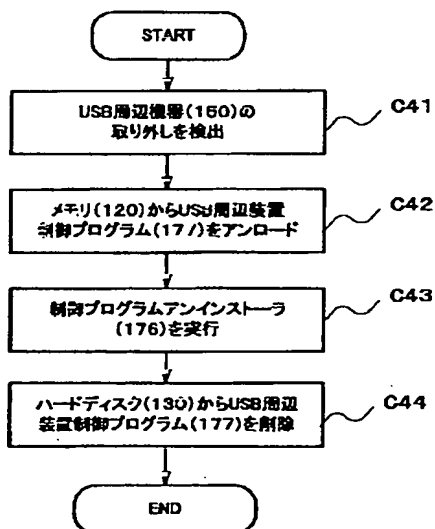 START
USB周辺機器(150)の
取り外しを検出
C41
メモリ(120)からUSB周辺装置
制御プログラム(177)をアンロード
C42
制御プログラムアンインストーラ
(176)を実行
C43
ハードディスク(130)からUSB周辺
装置制御プログラム(177)を削除
C44
END